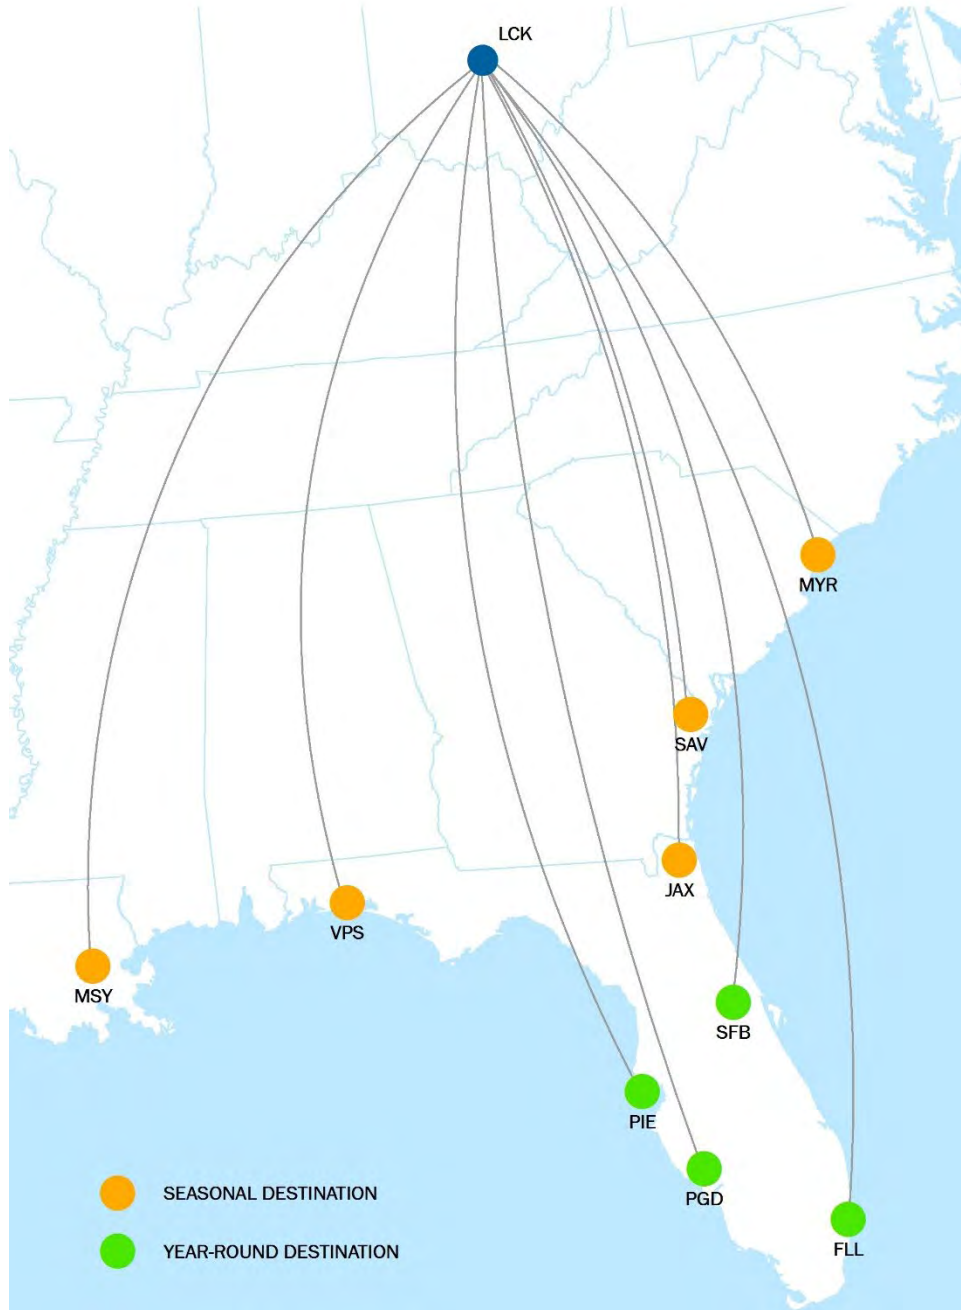 LCK
MYR
SAV
JAX
VPS
MSY
SFB
PIE
PGD
FLL
SEASONAL DESTINATION
YEAR-ROUND DESTINATION